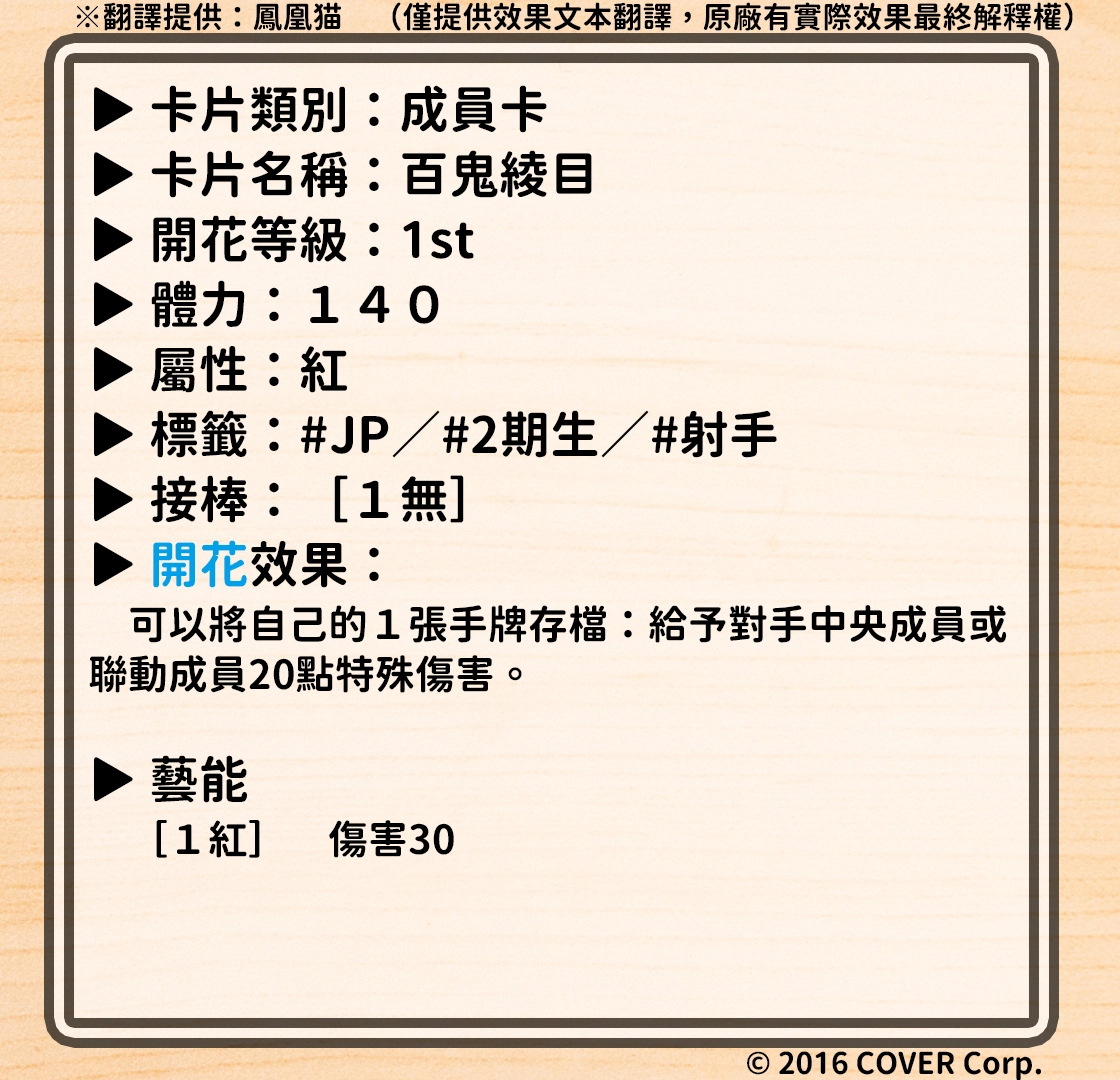 ※翻譯提供：鳳凰猫　（僅提供效果文本翻譯，原廠有實際效果最終解釋權）
▶ 卡片類別：成員卡
▶ 卡片名稱：百鬼綾目
▶ 開花等級：1st
▶ 體力：１４０
▶ 屬性：紅
▶ 標籤：#JP／#2期生／#射手
▶ 接棒：［１無］
▶ 開花效果：
可以將自己的１張手牌存檔：給予對手中央成員或
聯動成員20點特殊傷害。
▶ 藝能
［１紅］　傷害30
© 2016 COVER Corp.